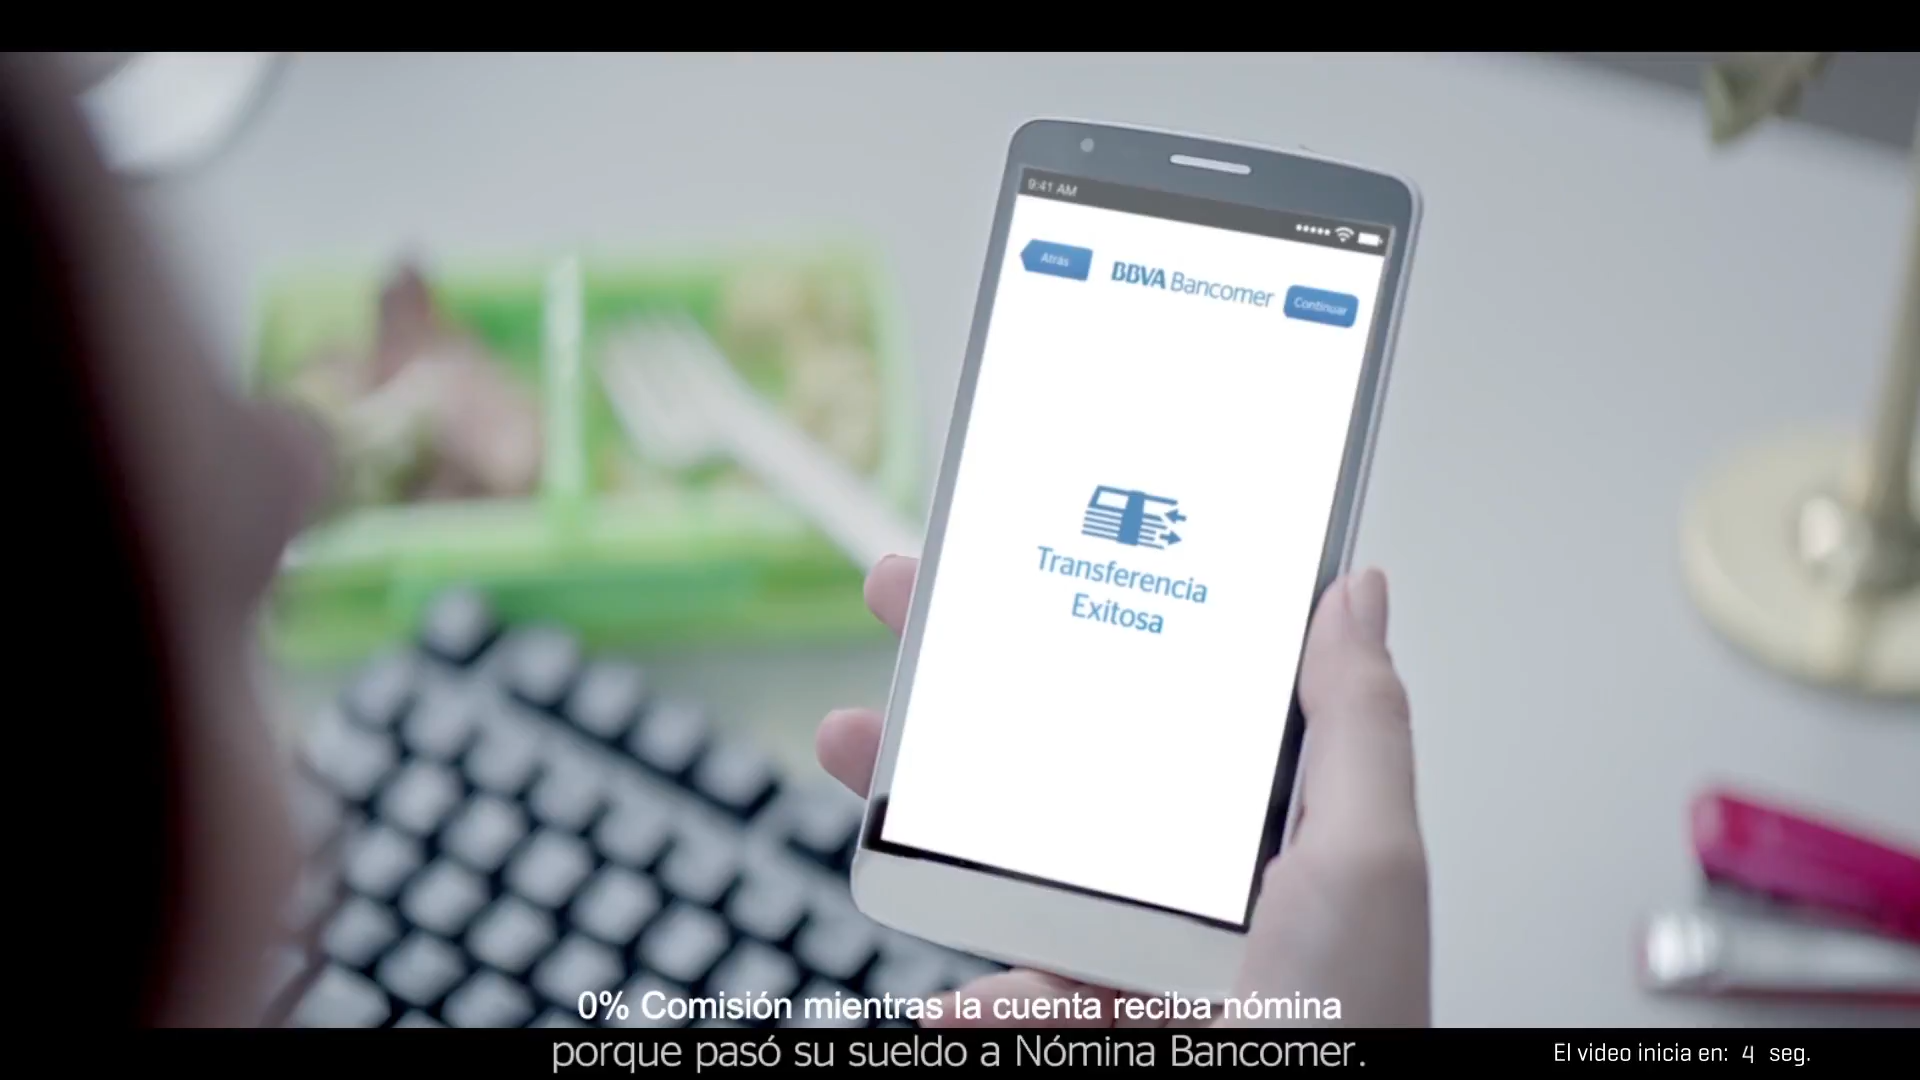 9:41 AM
Atrás
BBVA Bancomer
Continuar
Transferencia
Exitosa
0% Comisión mientras la cuenta reciba nómina
porque pasó su sueldo a Nómina Bancomer.
El video inicia en: 4 seg.